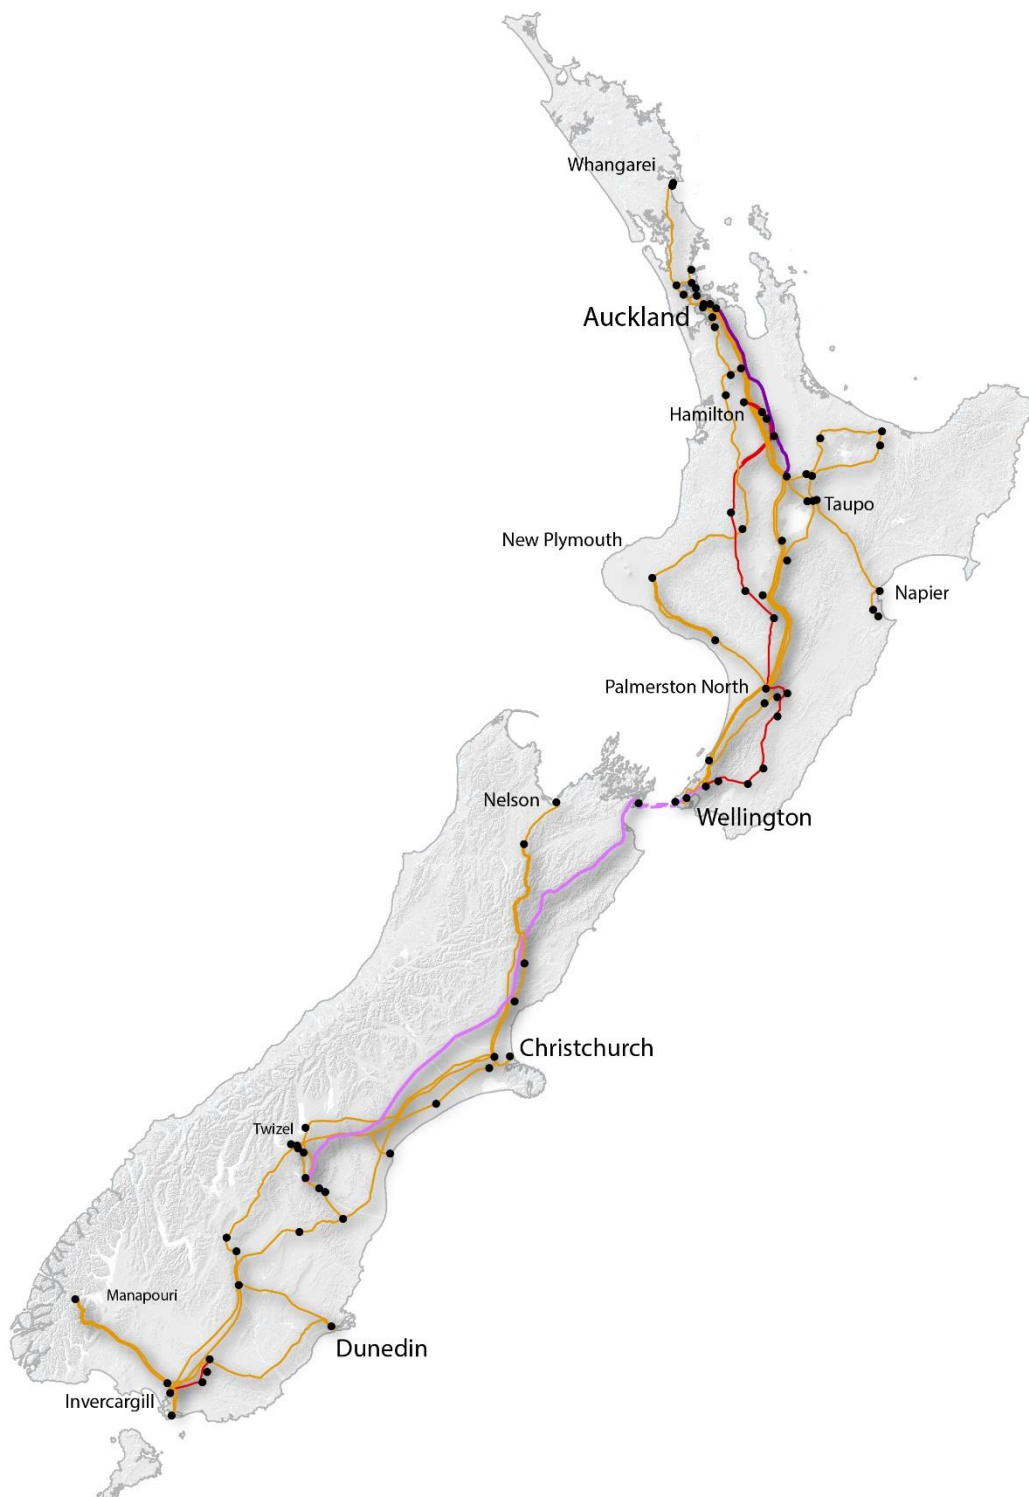 Whangarei
Auckland
Hamilton
Taupo
New Plymouth
Napier
Palmerston North
Nelson
Wellington
Christchurch
Twizel
Manapouri
Dunedin
Invercargill